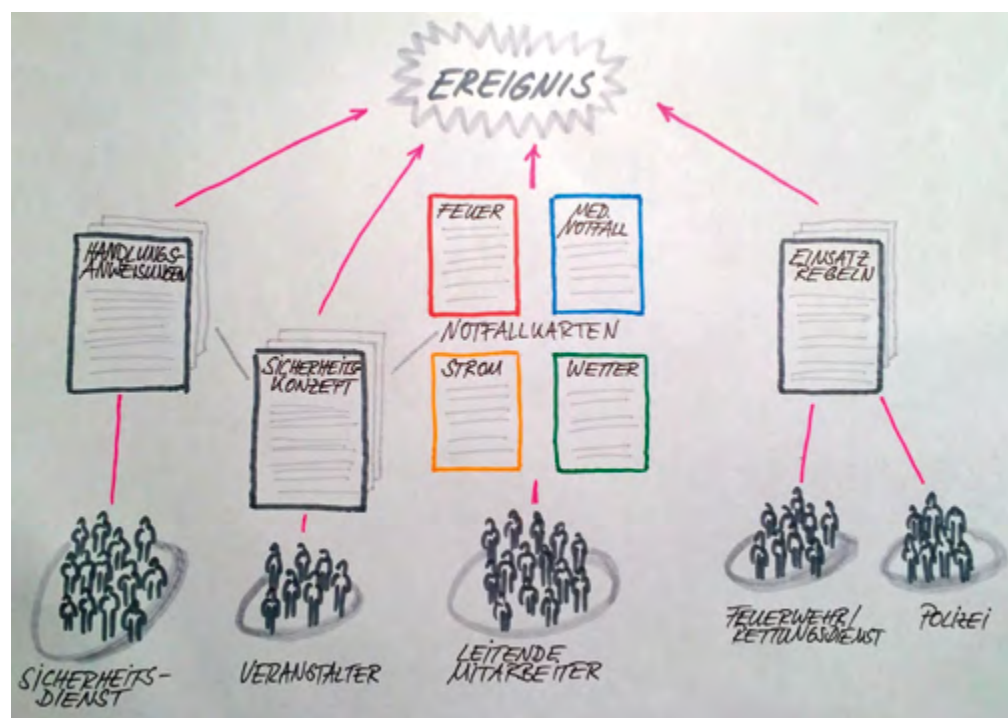 EREIGNIS
HANDLUNGS-
ANWEISUNGEN
SICHERHEITS-
KONZEPT
FEUER
MED.
NOTFALL
NOTFALLKARTEN
STROM
WETTER
EINSATZ
REGELN
SICHERHEITS-
DIENST
VERANSTALTER
LEITENDE
MITARBEITER
FEUERWEHR/
RETTUNGSDIENST
POLIZEI